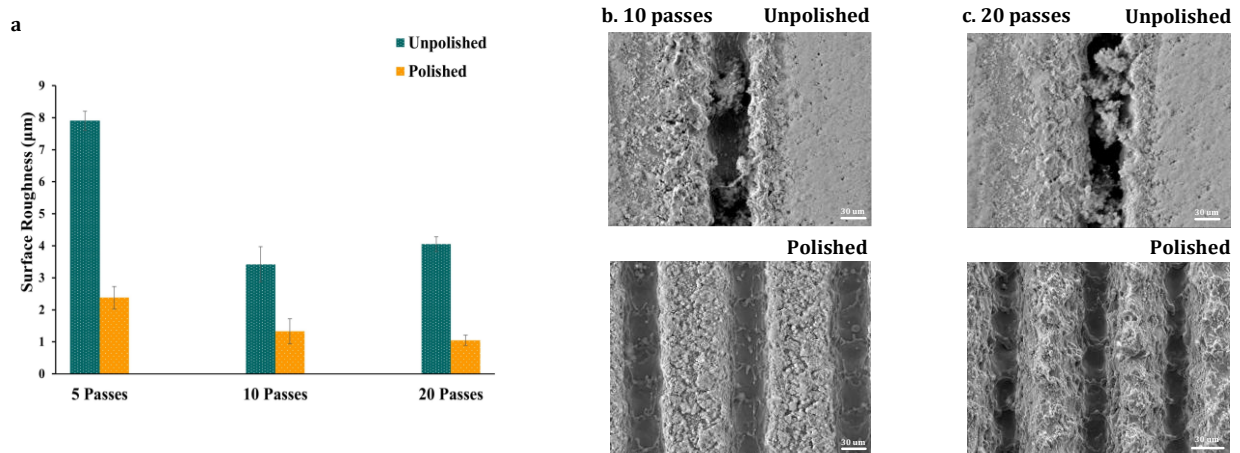 a
Unpolished
Polished
Surface Roughness (μm)
9
8
7
6
5
4
3
2
1
0
5 Passes
10 Passes
20 Passes
b. 10 passes Unpolished
30 um
Polished
30 um
c. 20 passes Unpolished
30 um
Polished
30 um